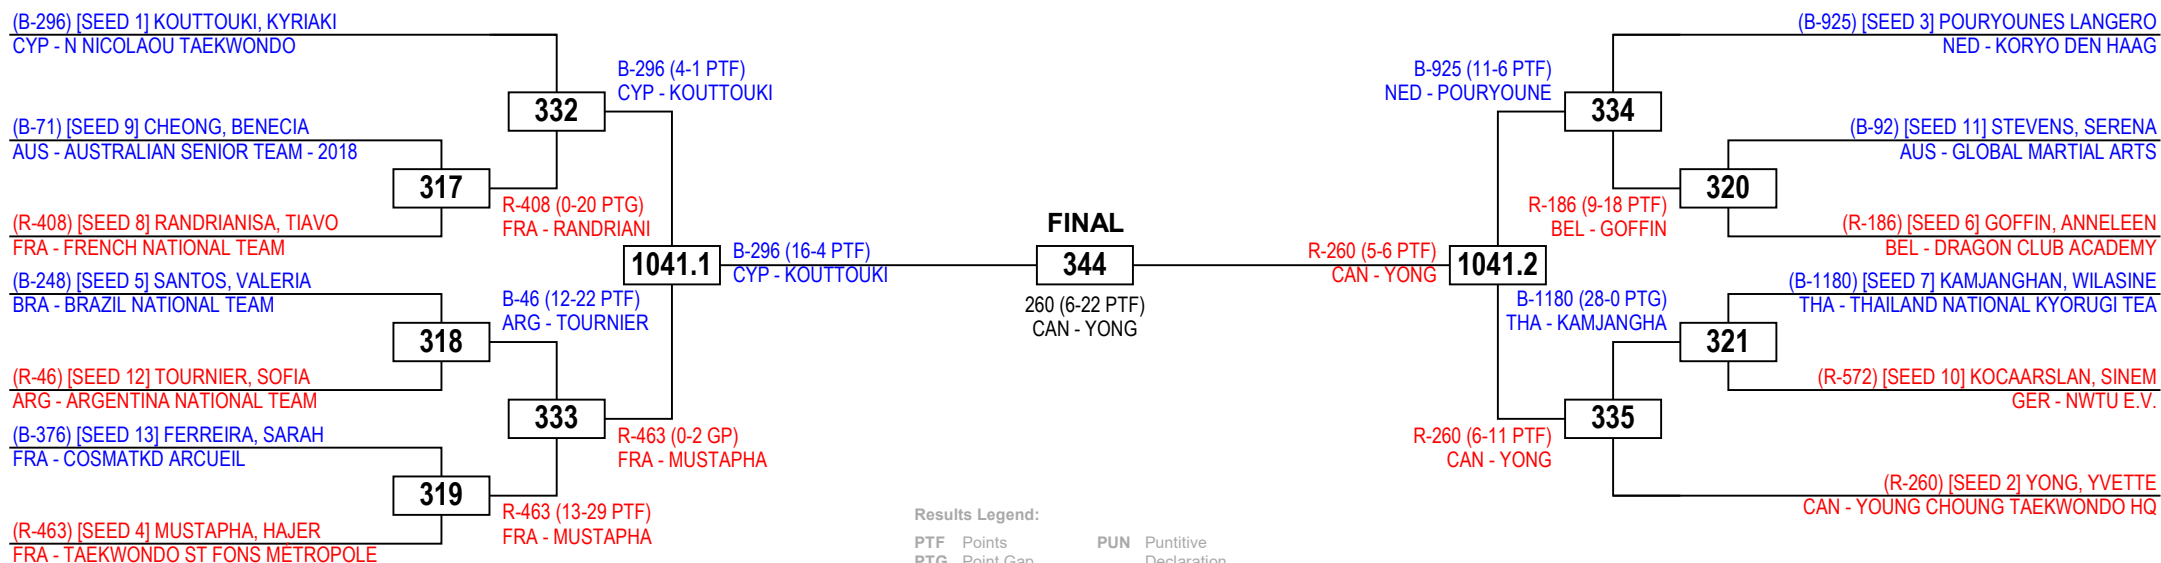 (B-296) [SEED 1] KOUTTOUKI, KYRIAKI
CYP - N NICOLAOU TAEKWONDO
(B-71) [SEED 9] CHEONG, BENECIA
AUS - AUSTRALIAN SENIOR TEAM - 2018
(R-408) [SEED 8] RANDRIANISA, TIAVO
FRA - FRENCH NATIONAL TEAM
(B-248) [SEED 5] SANTOS, VALERIA
BRA - BRAZIL NATIONAL TEAM
(R-46) [SEED 12] TOURNIER, SOFIA
ARG - ARGENTINA NATIONAL TEAM
(B-376) [SEED 13] FERREIRA, SARAH
FRA - COSMATKD ARCUEIL
(R-463) [SEED 4] MUSTAPHA, HAJER
FRA - TAEKWONDO ST FONS MÉTROPOLE
317
318
319
332
333
R-408 (0-20 PTG)
FRA - RANDRIANI
B-46 (12-22 PTF)
ARG - TOURNIER
R-463 (13-29 PTF)
FRA - MUSTAPHA
B-296 (4-1 PTF)
CYP - KOUTTOUKI
R-463 (0-2 GP)
FRA - MUSTAPHA
1041.1
B-296 (16-4 PTF)
CYP - KOUTTOUKI
FINAL
344
260 (6-22 PTF)
CAN - YONG
R-260 (5-6 PTF)
CAN - YONG
1041.2
B-925 (11-6 PTF)
NED - POURYOUNE
R-260 (6-11 PTF)
CAN - YONG
334
335
R-186 (9-18 PTF)
BEL - GOFFIN
B-1180 (28-0 PTG)
THA - KAMJANGHA
320
321
(B-925) [SEED 3] POURYOUNES LANGERO
NED - KORYO DEN HAAG
(B-92) [SEED 11] STEVENS, SERENA
AUS - GLOBAL MARTIAL ARTS
(R-186) [SEED 6] GOFFIN, ANNELEEN
BEL - DRAGON CLUB ACADEMY
(B-1180) [SEED 7] KAMJANGHAN, WILASINE
THA - THAILAND NATIONAL KYORUGI TEA
(R-572) [SEED 10] KOCAARSLAN, SINEM
GER - NWTU E.V.
(R-260) [SEED 2] YONG, YVETTE
CAN - YOUNG CHOUNG TAEKWONDO HQ
Results Legend:
PTF Points PUN Puntitive
PTG Point Gap Declaration